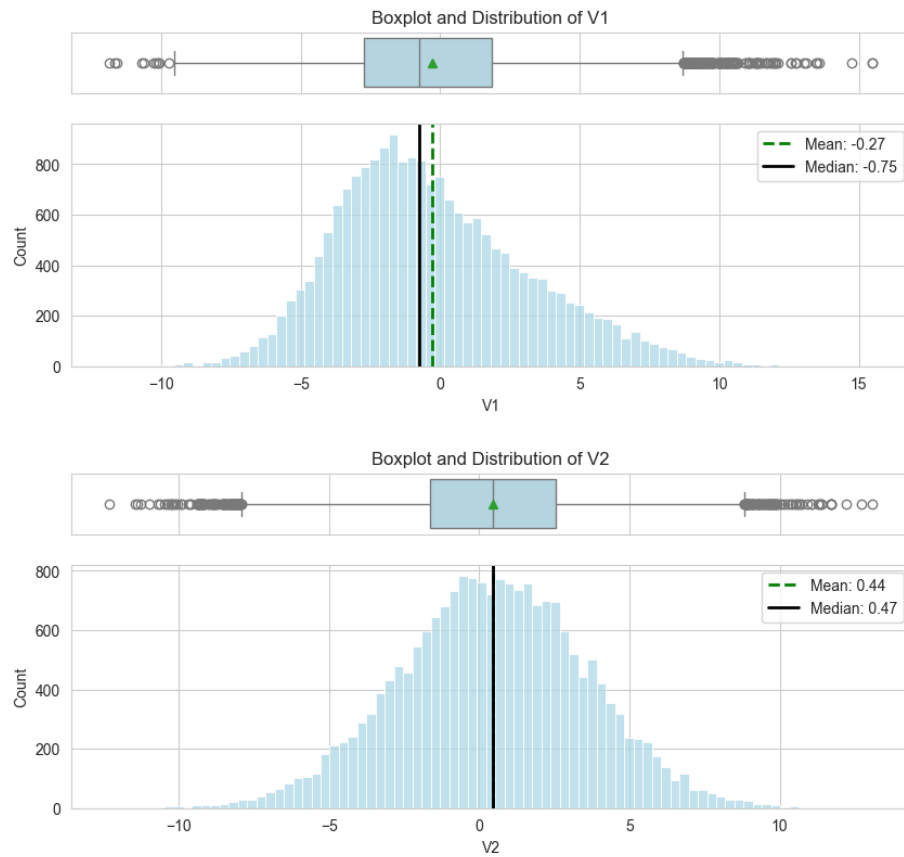 Boxplot and Distribution of V1
Mean: -0.27
Median: -0.75
800
600
400
200
0
Count
−10 −5 0 5 10 15
V1
Boxplot and Distribution of V2
Mean: 0.44
Median: 0.47
800
600
400
200
0
Count
−10 −5 0 5 10
V2